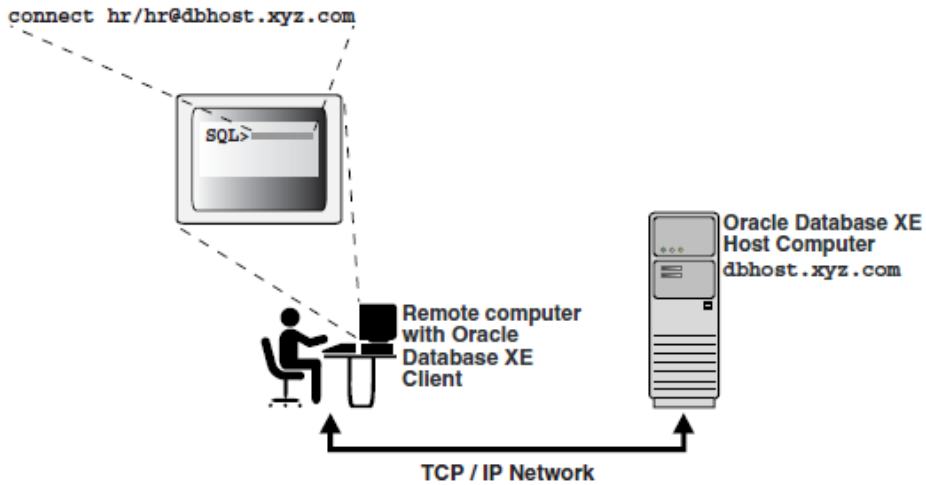 connect hr/hr@dbhost.xyz.com
SQL>
Oracle Database XE
Host Computer
dbhost.xyz.com
Remote computer
with Oracle
Database XE
Client
TCP / IP Network